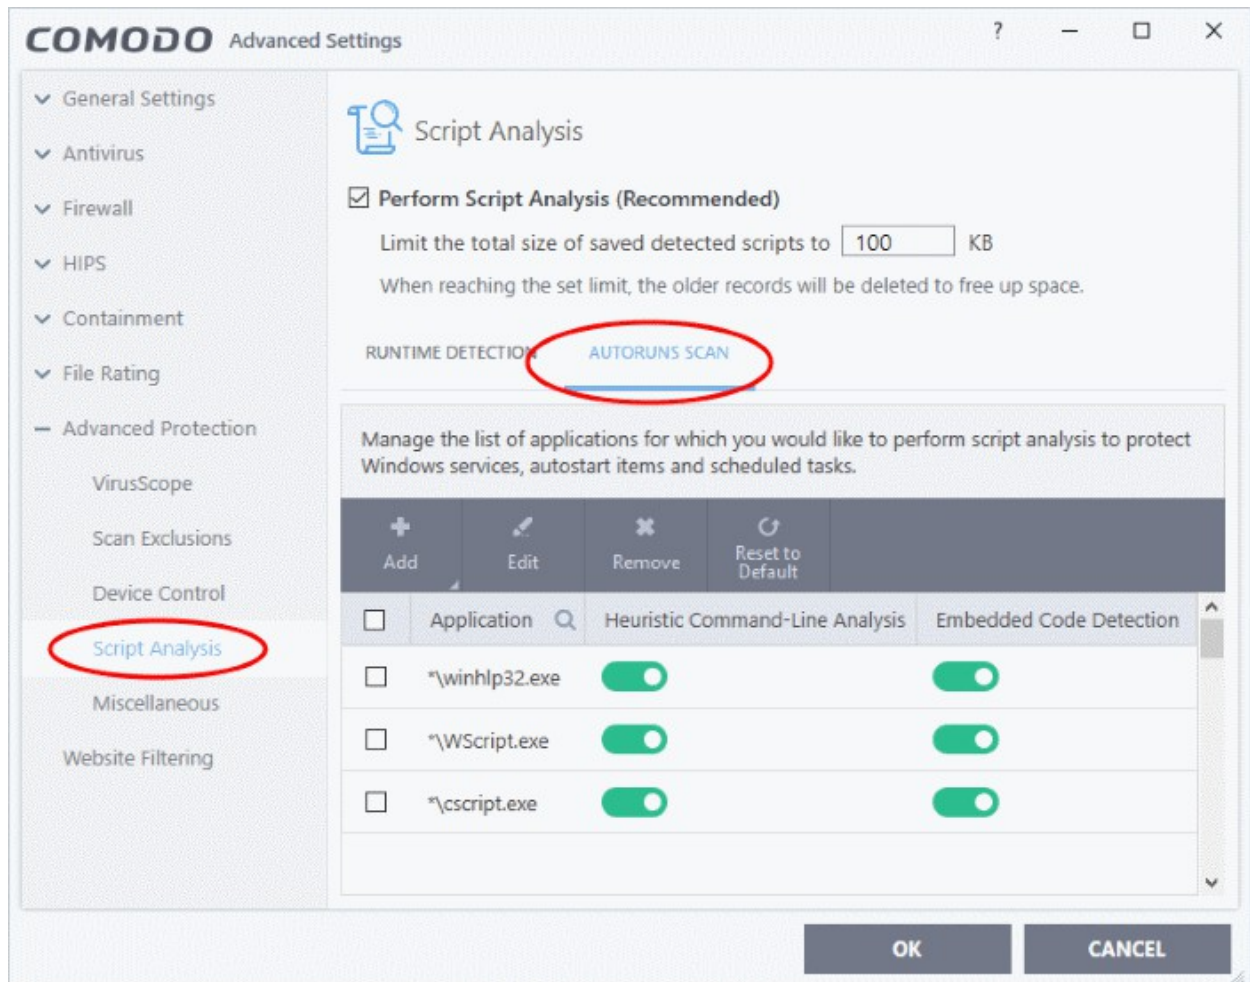 COMODO Advanced Settings
?
General Settings
Antivirus
Firewall
HIPS
Containment
File Rating
Advanced Protection
VirusScope
Scan Exclusions
Device Control
Script Analysis
Miscellaneous
Website Filtering
Script Analysis
Perform Script Analysis (Recommended)
Limit the total size of saved detected scripts to 100 KB
When reaching the set limit, the older records will be deleted to free up space.
RUNTIME DETECTION AUTORUNS SCAN
Manage the list of applications for which you would like to perform script analysis to protect
Windows services, autostart items and scheduled tasks.
Add Edit Remove Reset to
Default
Application Heuristic Command-Line Analysis Embedded Code Detection
*\winhlp32.exe
*\WScript.exe
*\cscript.exe
OK CANCEL